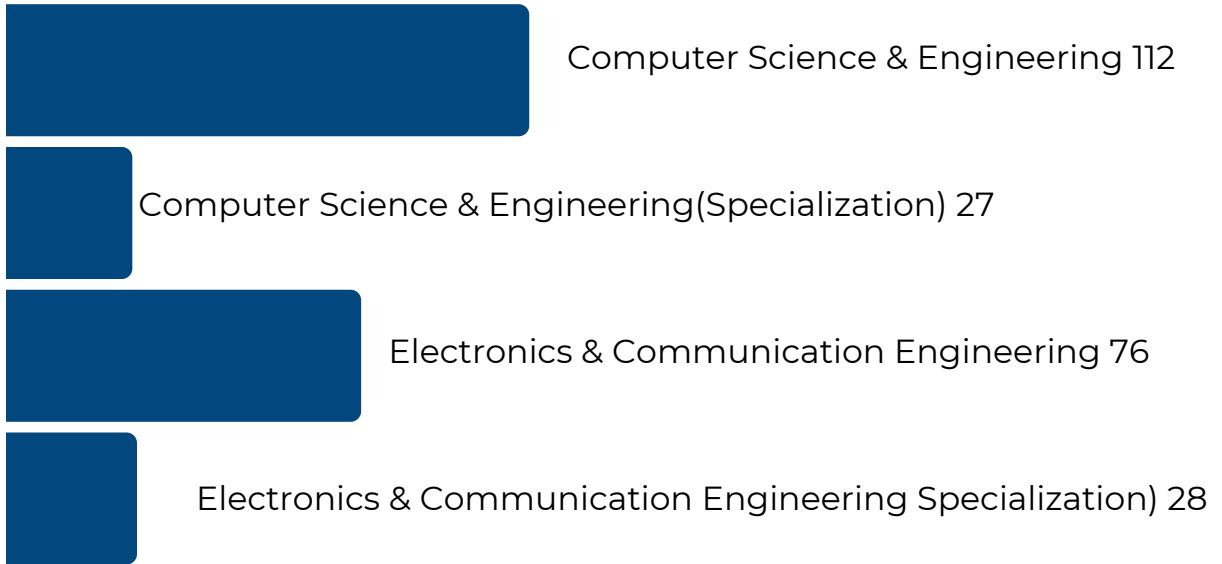 Computer Science & Engineering 112
Computer Science & Engineering(Specialization) 27
Electronics & Communication Engineering 76
Electronics & Communication Engineering Specialization) 28